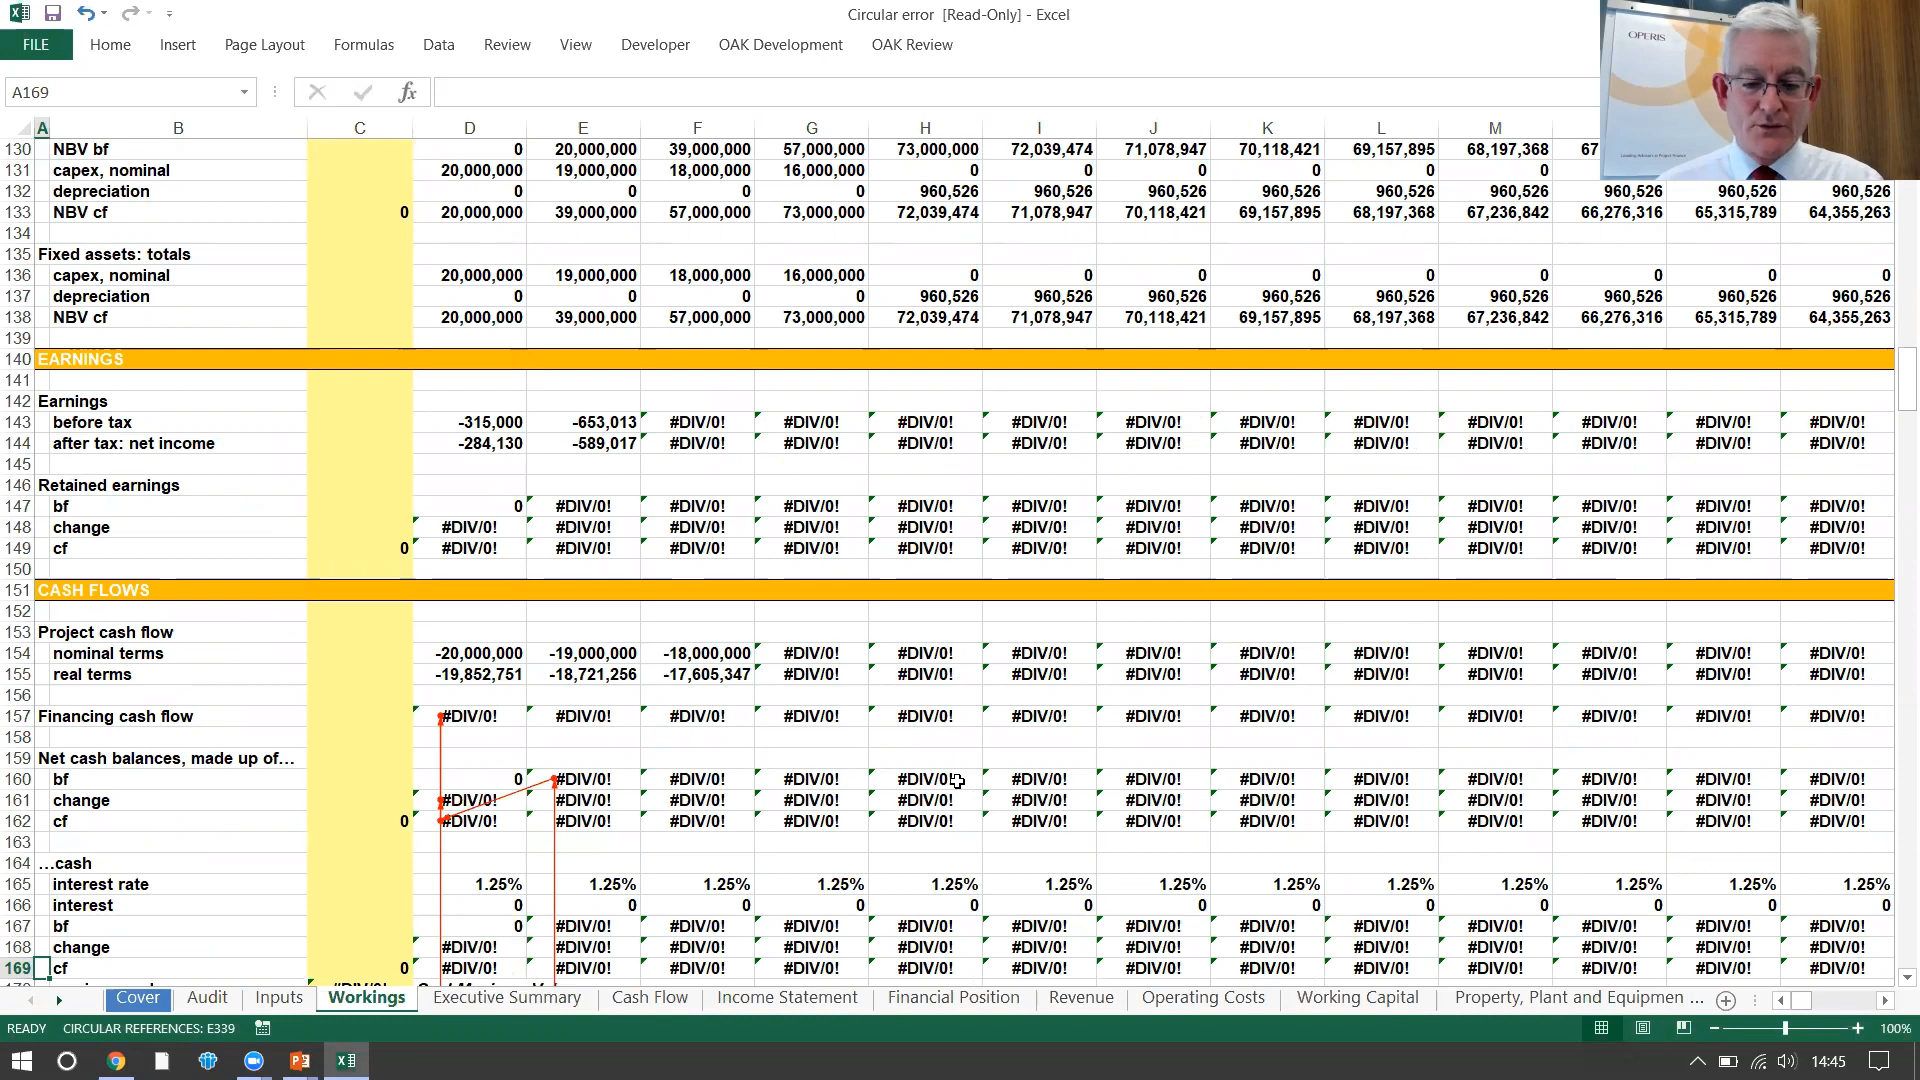 Circular error [Read-Only] - Excel
FILE Home Insert Page Layout Formulas Data Review View Developer OAK Development OAK Review
OPERIS
A169 fx
A B C D E F G H I J K L M
130 NBV bf 0 20,000,000 39,000,000 57,000,000 73,000,000 72,039,474 71,078,947 70,118,421 69,157,895 68,197,368 67
131 capex, nominal 20,000,000 19,000,000 18,000,000 16,000,000 0 0 0 0 0 0
132 depreciation 0 0 0 0 960,526 960,526 960,526 960,526 960,526 960,526 960,526 960,526 960,526
133 NBV cf 0 20,000,000 39,000,000 57,000,000 73,000,000 72,039,474 71,078,947 70,118,421 69,157,895 68,197,368 67,236,842 66,276,316 65,315,789 64,355,263
134
135 Fixed assets: totals
136 capex, nominal 20,000,000 19,000,000 18,000,000 16,000,000 0 0 0 0 0 0 0 0 0
137 depreciation 0 0 0 0 960,526 960,526 960,526 960,526 960,526 960,526 960,526 960,526 960,526
138 NBV cf 20,000,000 39,000,000 57,000,000 73,000,000 72,039,474 71,078,947 70,118,421 69,157,895 68,197,368 67,236,842 66,276,316 65,315,789 64,355,263
139
140 EARNINGS
141
142 Earnings
143 before tax -315,000 -653,013 #DIV/0! #DIV/0! #DIV/0! #DIV/0! #DIV/0! #DIV/0! #DIV/0! #DIV/0! #DIV/0! #DIV/0! #DIV/0!
144 after tax: net income -284,130 -589,017 #DIV/0! #DIV/0! #DIV/0! #DIV/0! #DIV/0! #DIV/0! #DIV/0! #DIV/0! #DIV/0! #DIV/0! #DIV/0!
145
146 Retained earnings
147 bf 0 #DIV/0! #DIV/0! #DIV/0! #DIV/0! #DIV/0! #DIV/0! #DIV/0! #DIV/0! #DIV/0! #DIV/0! #DIV/0! #DIV/0!
148 change #DIV/0! #DIV/0! #DIV/0! #DIV/0! #DIV/0! #DIV/0! #DIV/0! #DIV/0! #DIV/0! #DIV/0! #DIV/0! #DIV/0! #DIV/0!
149 cf 0 #DIV/0! #DIV/0! #DIV/0! #DIV/0! #DIV/0! #DIV/0! #DIV/0! #DIV/0! #DIV/0! #DIV/0! #DIV/0! #DIV/0! #DIV/0!
150
151 CASH FLOWS
152
153 Project cash flow
154 nominal terms -20,000,000 -19,000,000 -18,000,000 #DIV/0! #DIV/0! #DIV/0! #DIV/0! #DIV/0! #DIV/0! #DIV/0! #DIV/0! #DIV/0! #DIV/0!
155 real terms -19,852,751 -18,721,256 -17,605,347 #DIV/0! #DIV/0! #DIV/0! #DIV/0! #DIV/0! #DIV/0! #DIV/0! #DIV/0! #DIV/0! #DIV/0!
156
157 Financing cash flow #DIV/0! #DIV/0! #DIV/0! #DIV/0! #DIV/0! #DIV/0! #DIV/0! #DIV/0! #DIV/0! #DIV/0! #DIV/0! #DIV/0! #DIV/0!
158
159 Net cash balances, made up of...
160 bf 0 #DIV/0! #DIV/0! #DIV/0! #DIV/0! #DIV/0! #DIV/0! #DIV/0! #DIV/0! #DIV/0! #DIV/0! #DIV/0! #DIV/0!
161 change #DIV/0! #DIV/0! #DIV/0! #DIV/0! #DIV/0! #DIV/0! #DIV/0! #DIV/0! #DIV/0! #DIV/0! #DIV/0! #DIV/0! #DIV/0!
162 cf 0 #DIV/0! #DIV/0! #DIV/0! #DIV/0! #DIV/0! #DIV/0! #DIV/0! #DIV/0! #DIV/0! #DIV/0! #DIV/0! #DIV/0! #DIV/0!
163
164 ...cash
165 interest rate 1.25% 1.25% 1.25% 1.25% 1.25% 1.25% 1.25% 1.25% 1.25% 1.25% 1.25% 1.25% 1.25%
166 interest 0 0 0 0 0 0 0 0 0 0 0 0 0
167 bf 0 #DIV/0! #DIV/0! #DIV/0! #DIV/0! #DIV/0! #DIV/0! #DIV/0! #DIV/0! #DIV/0! #DIV/0! #DIV/0! #DIV/0!
168 change #DIV/0! #DIV/0! #DIV/0! #DIV/0! #DIV/0! #DIV/0! #DIV/0! #DIV/0! #DIV/0! #DIV/0! #DIV/0! #DIV/0! #DIV/0!
169 cf 0 #DIV/0! #DIV/0! #DIV/0! #DIV/0! #DIV/0! #DIV/0! #DIV/0! #DIV/0! #DIV/0! #DIV/0! #DIV/0! #DIV/0! #DIV/0!
Cover Audit Inputs Workings Executive Summary Cash Flow Income Statement Financial Position Revenue Operating Costs Working Capital Property, Plant and Equipmen ...
READY CIRCULAR REFERENCES: E339 100%
14:45